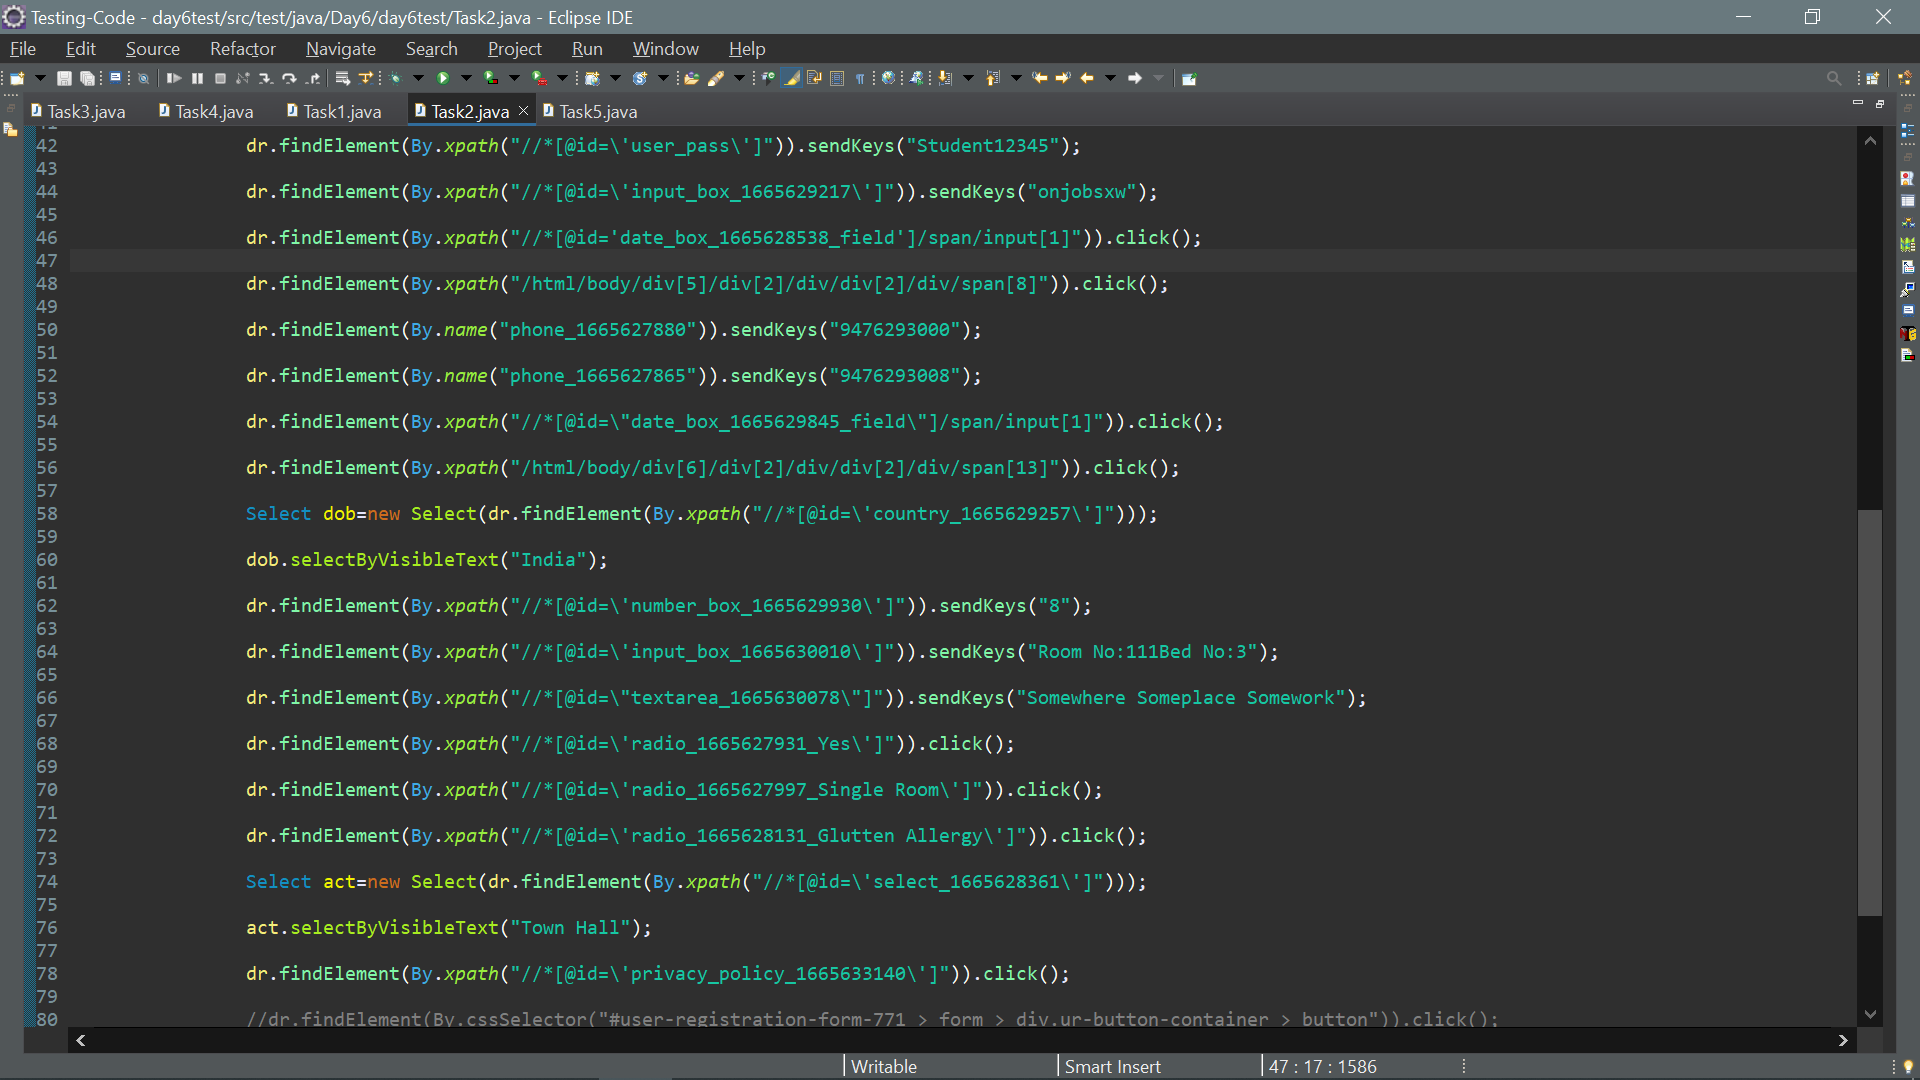 Testing-Code - day6test/src/test/java/Day6/day6test/Task2.java - Eclipse IDE
File Edit Source Refactor Navigate Search Project Run Window Help
Task3.java Task4.java Task1.java Task2.java Task5.java
42 dr.findElement(By.xpath("//*[@id=\'user_pass\']")).sendKeys("Student12345");
43
44 dr.findElement(By.xpath("//*[@id=\'input_box_1665629217\']")).sendKeys("onjobsxw");
45
46 dr.findElement(By.xpath("//*[@id='date_box_1665628538_field']/span/input[1]")).click();
47
48 dr.findElement(By.xpath("/html/body/div[5]/div[2]/div/div[2]/div/span[8]")).click();
49
50 dr.findElement(By.name("phone_1665627880")).sendKeys("9476293000");
51
52 dr.findElement(By.name("phone_1665627865")).sendKeys("9476293008");
53
54 dr.findElement(By.xpath("//*[@id=\"date_box_1665629845_field\"]/span/input[1]")).click();
55
56 dr.findElement(By.xpath("/html/body/div[6]/div[2]/div/div[2]/div/span[13]")).click();
57
58 Select dob=new Select(dr.findElement(By.xpath("//*[@id=\'country_1665629257\']")));
59
60 dob.selectByVisibleText("India");
61
62 dr.findElement(By.xpath("//*[@id=\'number_box_1665629930\']")).sendKeys("8");
63
64 dr.findElement(By.xpath("//*[@id=\'input_box_1665630010\']")).sendKeys("Room No:111Bed No:3");
65
66 dr.findElement(By.xpath("//*[@id=\"textarea_1665630078\"]")).sendKeys("Somewhere Someplace Somework");
67
68 dr.findElement(By.xpath("//*[@id=\'radio_1665627931_Yes\']")).click();
69
70 dr.findElement(By.xpath("//*[@id=\'radio_1665627997_Single Room\']")).click();
71
72 dr.findElement(By.xpath("//*[@id=\'radio_1665628131_Glutten Allergy\']")).click();
73
74 Select act=new Select(dr.findElement(By.xpath("//*[@id=\'select_1665628361\']")));
75
76 act.selectByVisibleText("Town Hall");
77
78 dr.findElement(By.xpath("//*[@id=\'privacy_policy_1665633140\']")).click();
79
80 //dr.findElement(By.cssSelector("#user-registration-form-771 > form > div.ur-button-container > button")).click();
Writable Smart Insert 47 : 17 : 1586